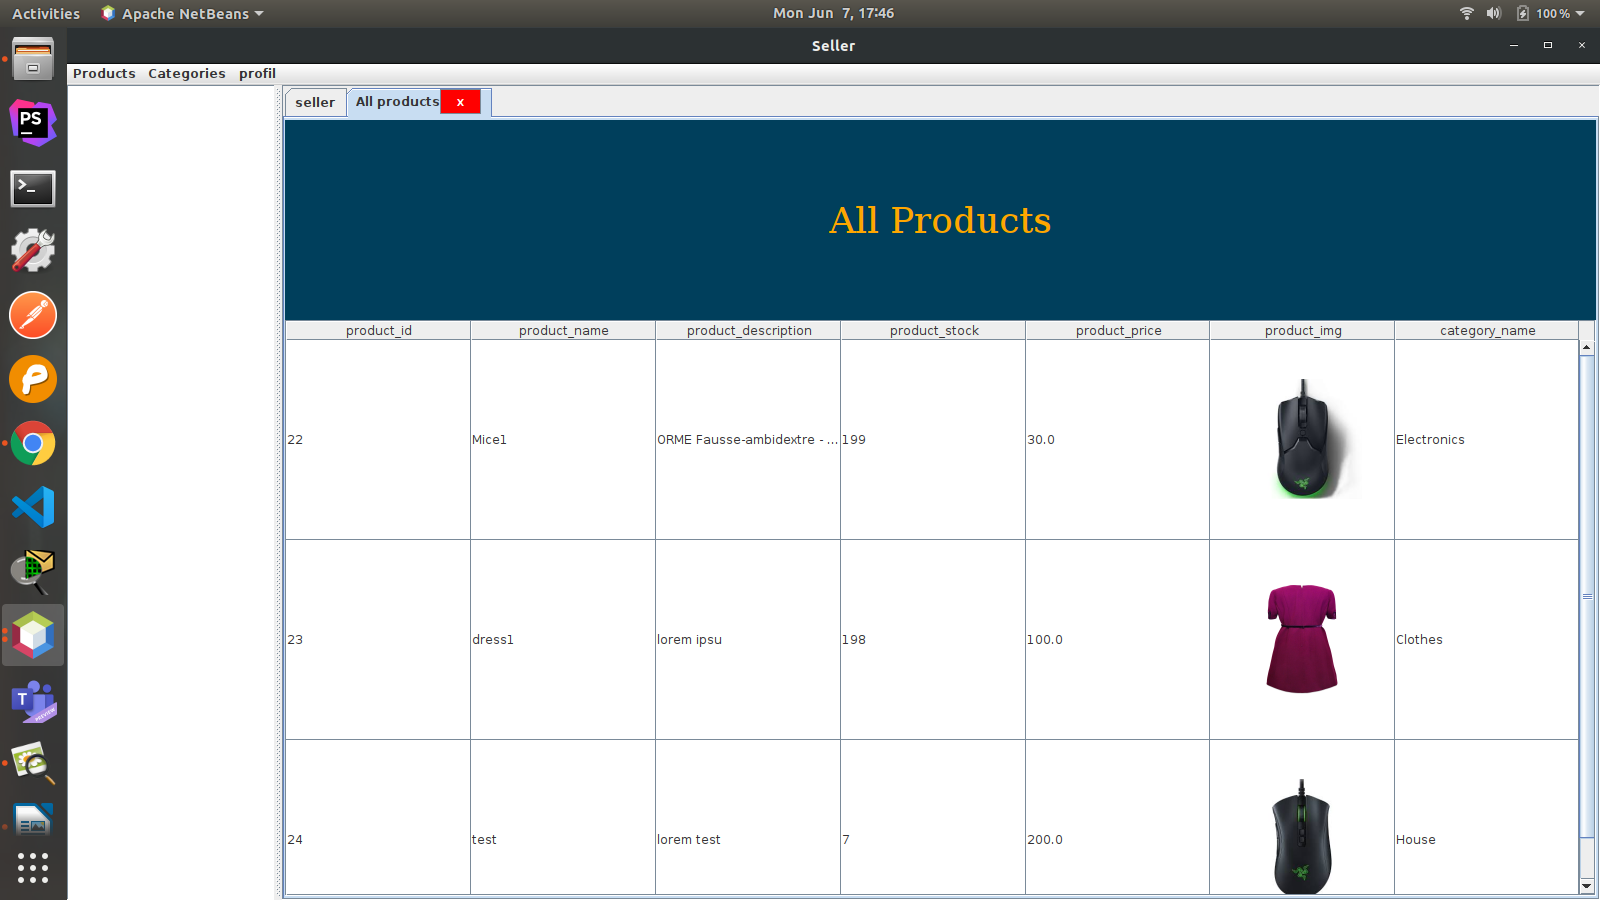 Activities Apache NetBeans Mon Jun 7, 17:46 100%
Seller
Products Categories profil
seller All products x
PS
All Products
product_id product_name product_description product_stock product_price product_img category_name
22 Mice1 ORME Fausse-ambidextre - ... 199 30.0 Electronics
23 dress1 lorem ipsu 198 100.0 Clothes
T
PREVIEW
24 test lorem test 7 200.0 House